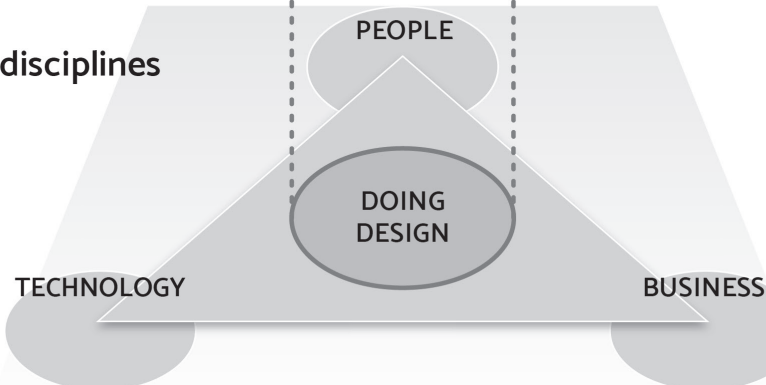 PEOPLE
disciplines
DOING
DESIGN
TECHNOLOGY
BUSINESS